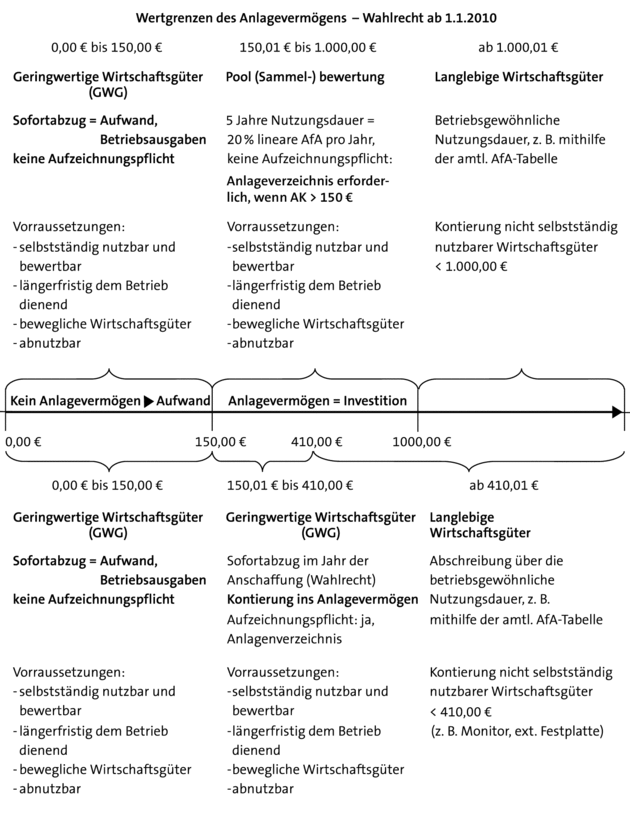 Wertgrenzen des Anlagevermögens – Wahlrecht ab 1.1.2010
0,00 € bis 150,00 €
Geringwertige Wirtschaftsgüter
(GWG)
Sofortabzug = Aufwand,
Betriebsausgaben
keine Aufzeichnungspflicht
Vorraussetzungen:
- selbstständig nutzbar und
bewertbar
- längerfristig dem Betrieb
dienend
- bewegliche Wirtschaftsgüter
- abnutzbar
150,01 € bis 1.000,00 €
Pool (Sammel-) bewertung
5 Jahre Nutzungsdauer =
20 % lineare AfA pro Jahr,
keine Aufzeichnungspflicht:
Anlageverzeichnis erforder-
lich, wenn AK > 150 €
Vorraussetzungen:
-selbstständig nutzbar und
bewertbar
-längerfristig dem Betrieb
dienend
-bewegliche Wirtschaftsgüter
-abnutzbar
ab 1.000,01 €
Langlebige Wirtschaftsgüter
Betriebsgewöhnliche
Nutzungsdauer, z. B. mithilfe
der amtl. AfA-Tabelle
Kontierung nicht selbstständig
nutzbarer Wirtschaftsgüter
< 1.000,00 €
Kein Anlagevermögen ▶ Aufwand
Anlagevermögen = Investition
0,00 €
150,00 €
410,00 €
1000,00 €
0,00 € bis 150,00 €
Geringwertige Wirtschaftsgüter
(GWG)
Sofortabzug = Aufwand,
Betriebsausgaben
keine Aufzeichnungspflicht
Vorraussetzungen:
- selbstständig nutzbar und
bewertbar
- längerfristig dem Betrieb
dienend
- bewegliche Wirtschaftsgüter
- abnutzbar
150,01 € bis 410,00 €
Geringwertige Wirtschaftsgüter
(GWG)
Sofortabzug im Jahr der
Anschaffung (Wahlrecht)
Kontierung ins Anlagevermögen
Aufzeichnungspflicht: ja,
Anlagenverzeichnis
Vorraussetzungen:
-selbstständig nutzbar und
bewertbar
-längerfristig dem Betrieb
dienend
-bewegliche Wirtschaftsgüter
-abnutzbar
ab 410,01 €
Langlebige
Wirtschaftsgüter
Abschreibung über die
betriebsgewöhnliche
Nutzungsdauer, z. B.
mithilfe der amtl. AfA-Tabelle
Kontierung nicht selbstständig
nutzbarer Wirtschaftsgüter
< 410,00 €
(z. B. Monitor, ext. Festplatte)